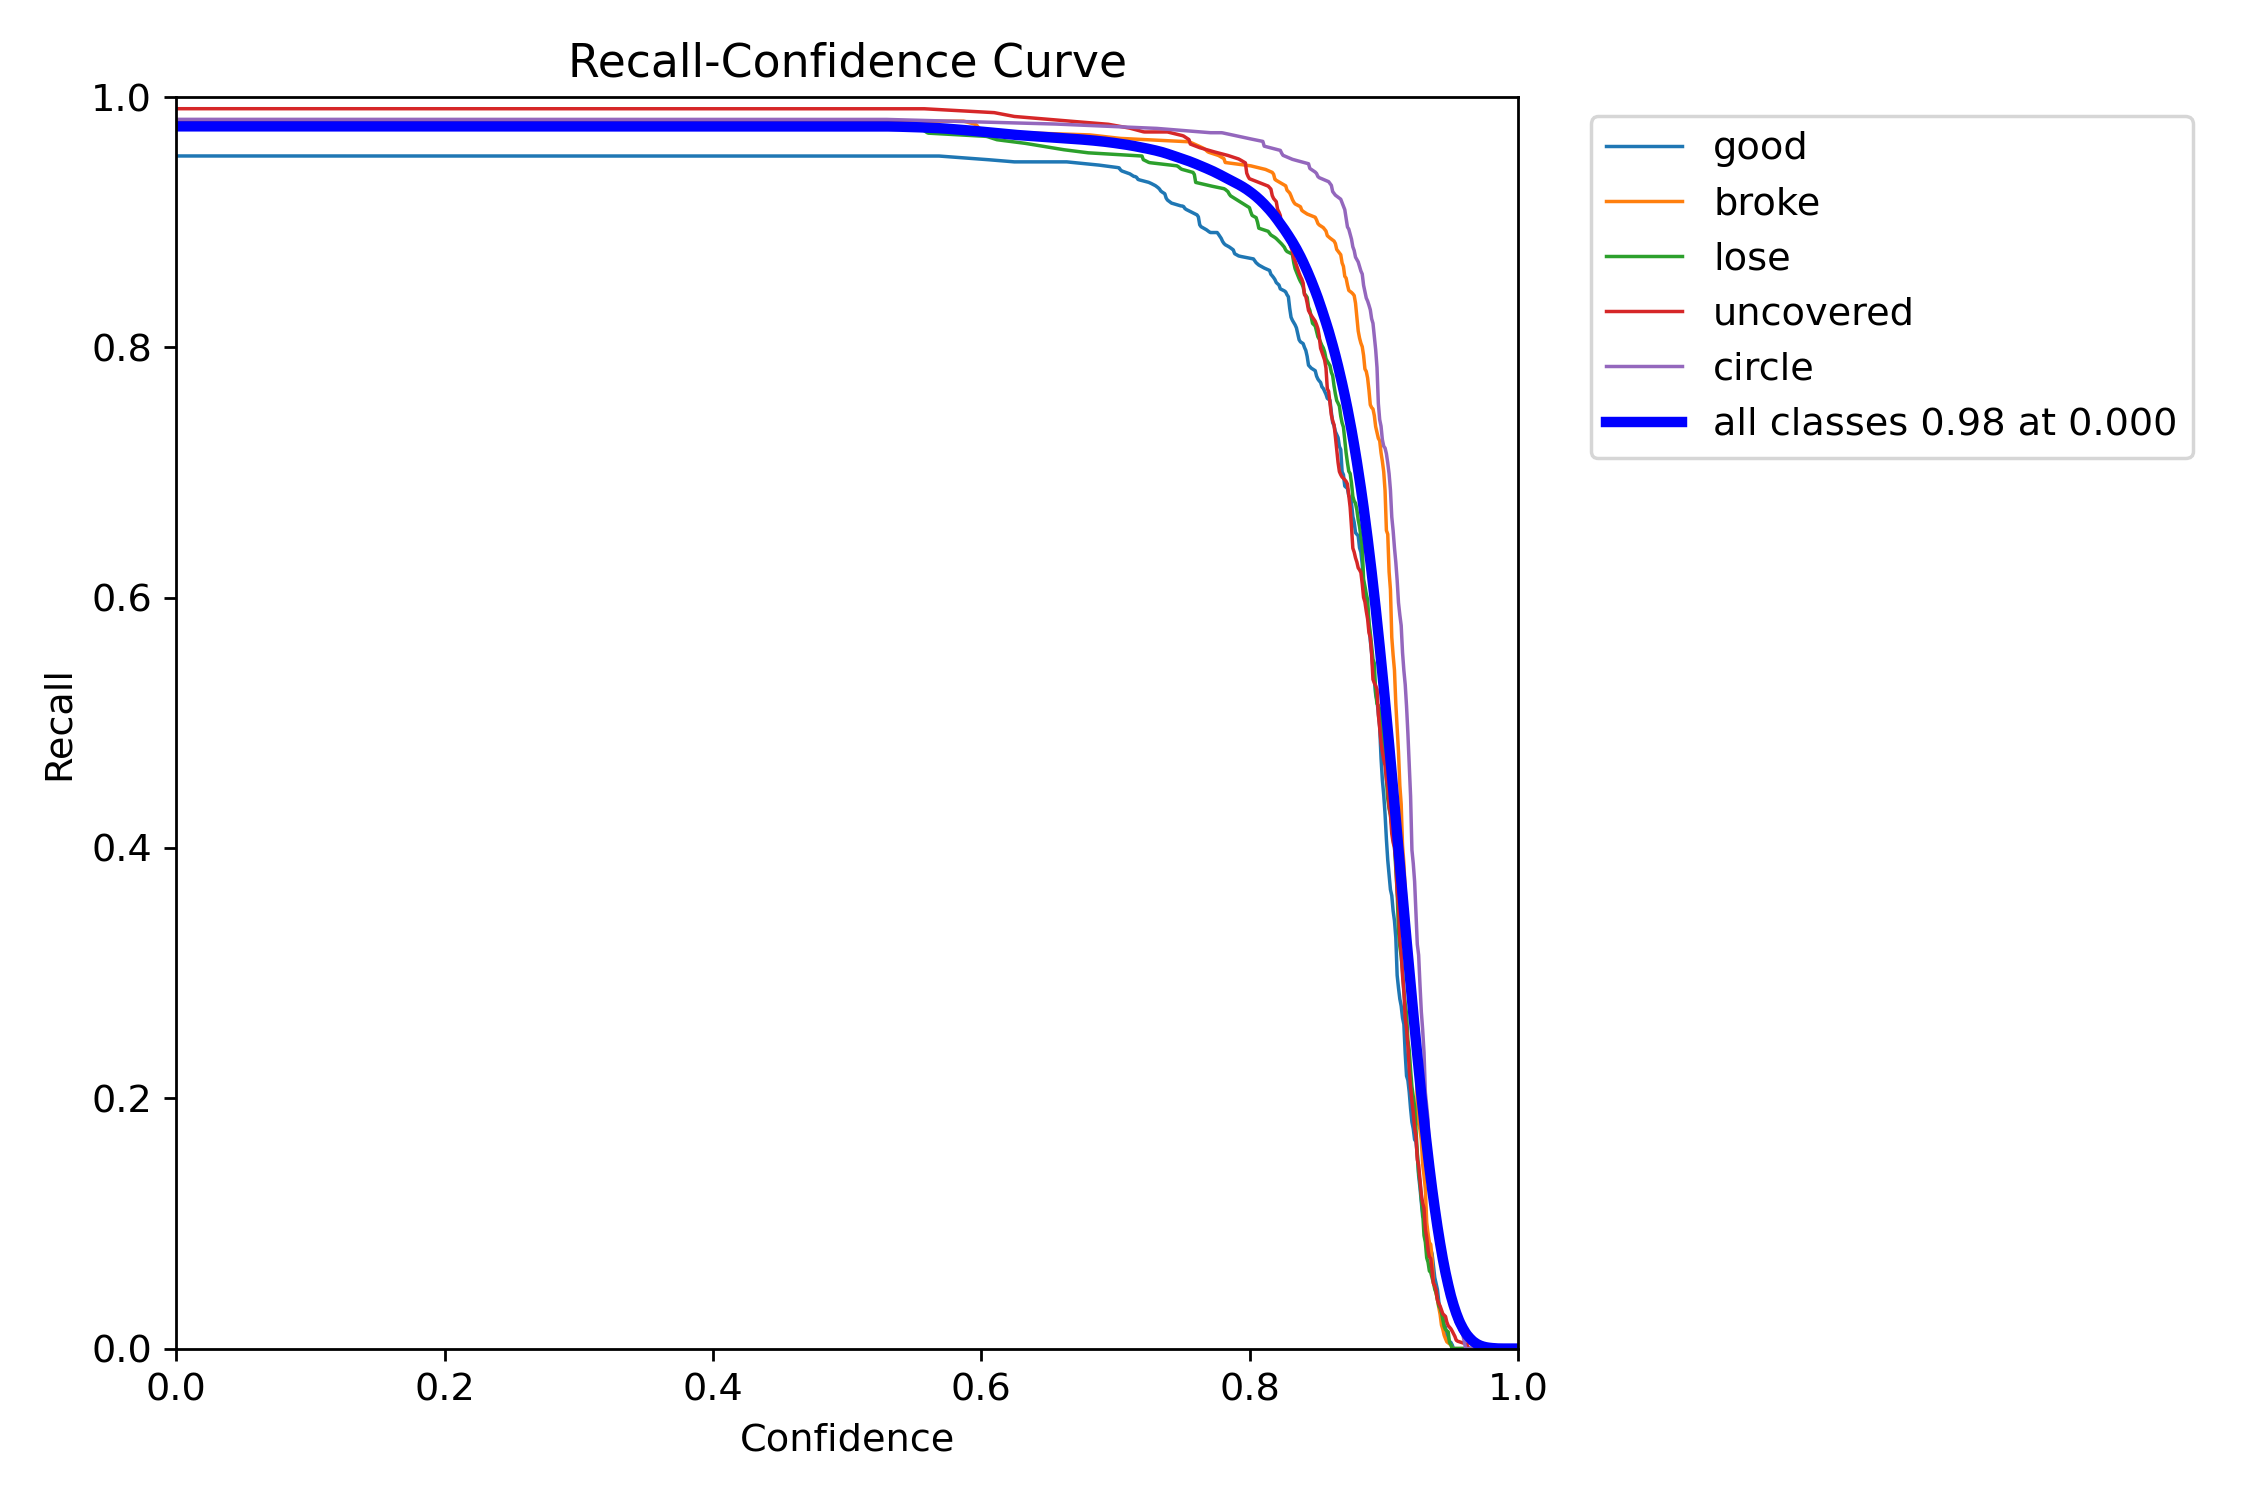 Recall-Confidence Curve
1.0
0.8
0.6
0.4
0.2
0.0
Recall
0.0 0.2 0.4 0.6 0.8 1.0
Confidence
good
broke
lose
uncovered
circle
all classes 0.98 at 0.000